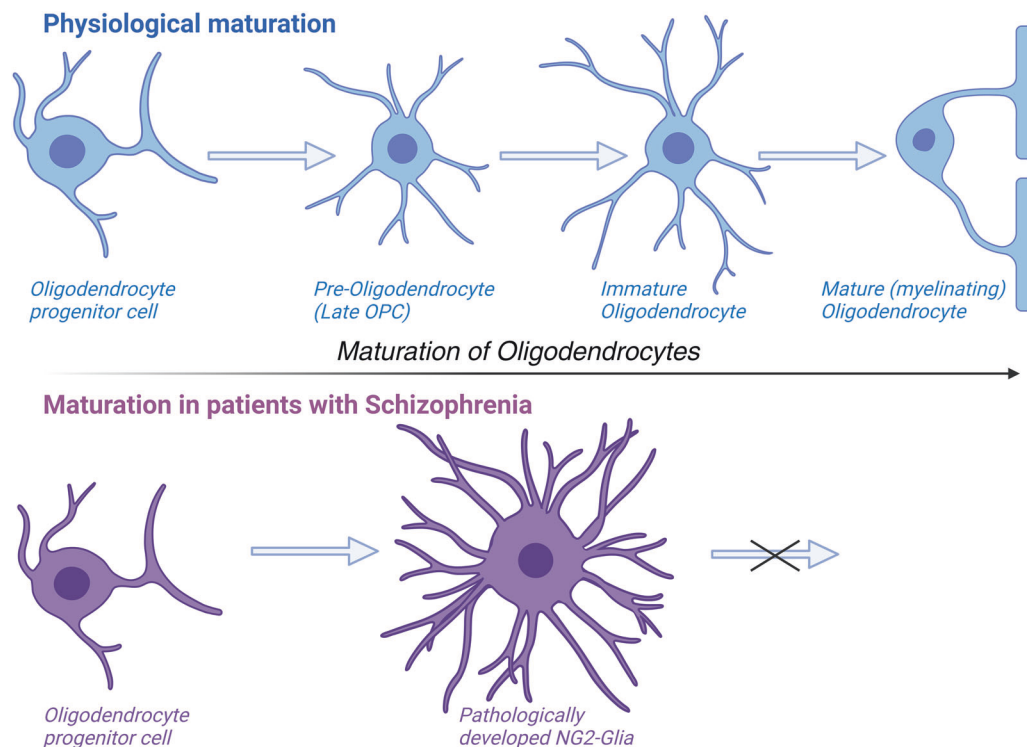 Physiological maturation
Oligodendrocyte
progenitor cell
Pre-Oligodendrocyte
(Late OPC)
Immature
Oligodendrocyte
Mature (myelinating)
Oligodendrocyte
Maturation of Oligodendrocytes
Maturation in patients with Schizophrenia
Oligodendrocyte
progenitor cell
Pathologically
developed NG2-Glia